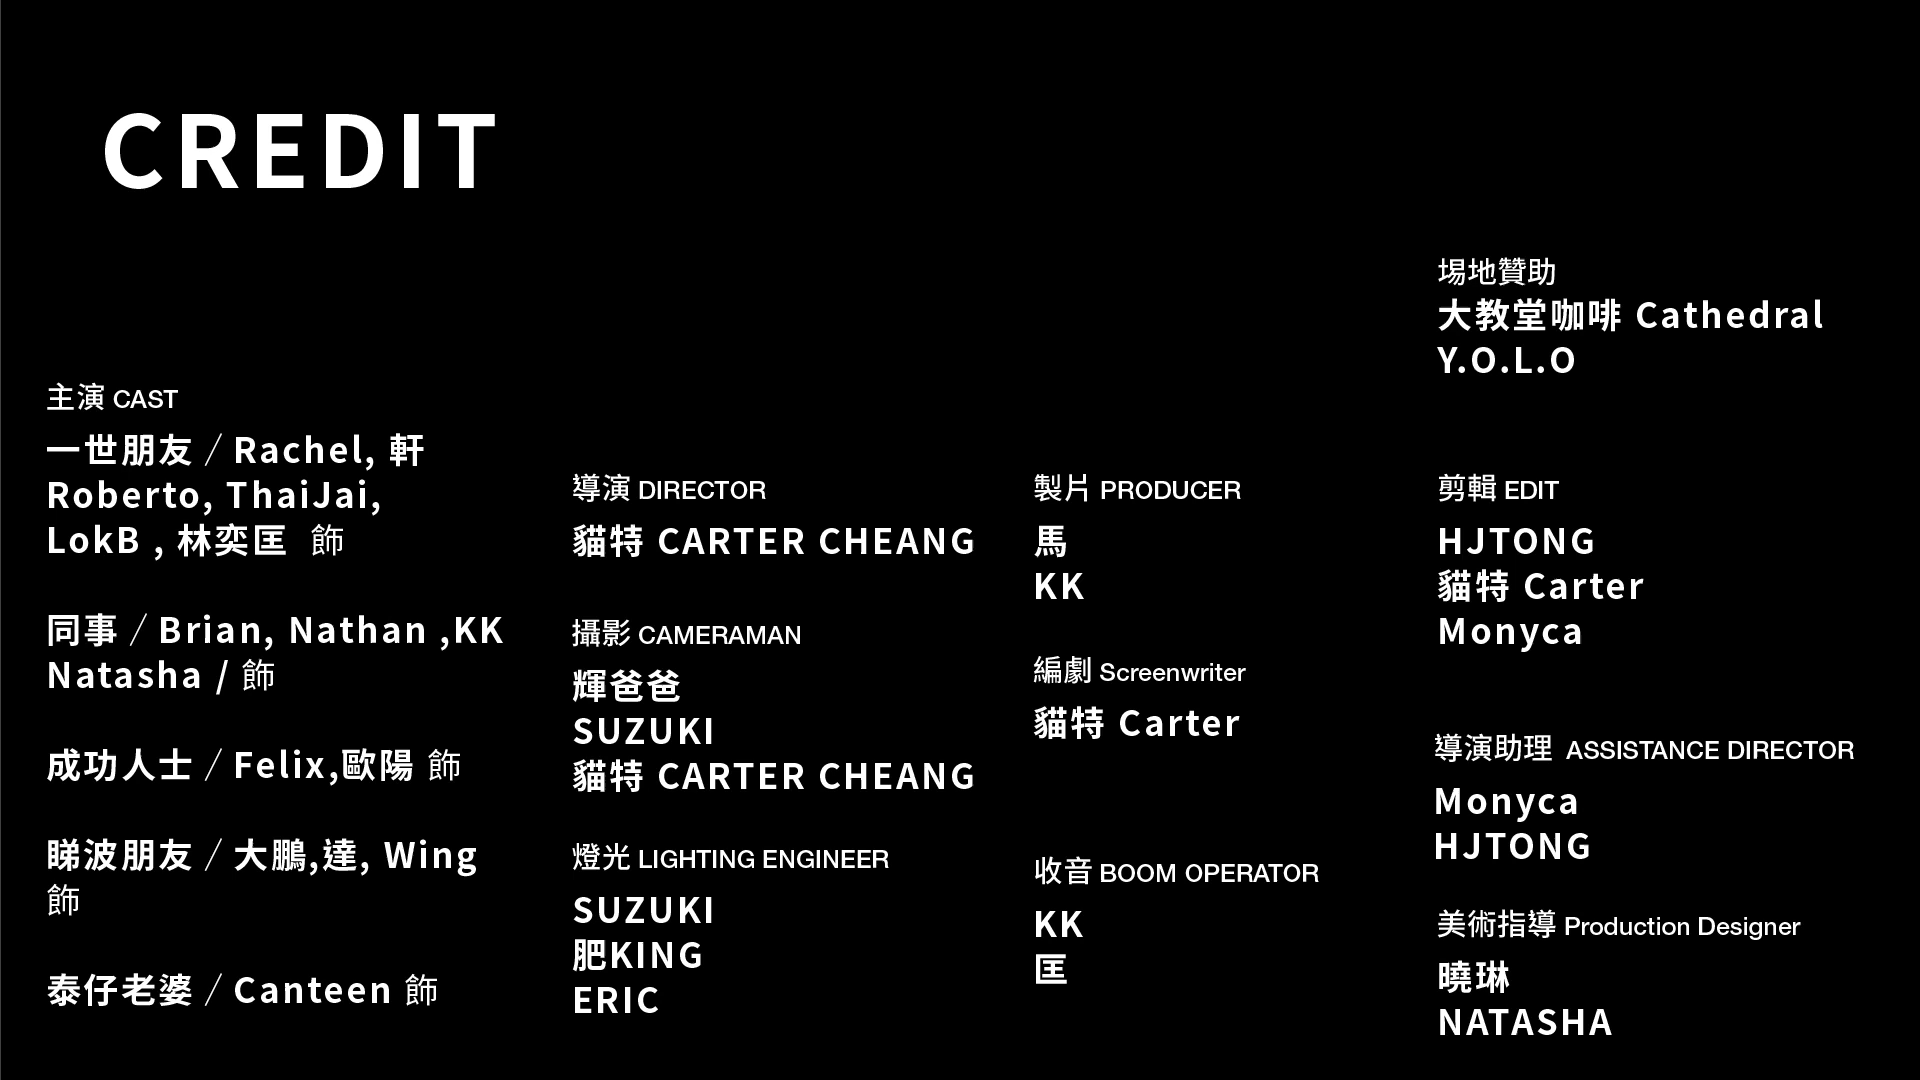 CREDIT
主演 CAST
一世朋友 / Rachel, 軒
Roberto, ThaiJai,
LokB , 林奕匡 飾
同事 / Brian, Nathan ,KK
Natasha / 飾
成功人士 / Felix,歐陽 飾
睇波朋友 / 大鵬,達, Wing
飾
泰仔老婆 / Canteen 飾
導演 DIRECTOR
貓特 CARTER CHEANG
攝影 CAMERAMAN
輝爸爸
SUZUKI
貓特 CARTER CHEANG
燈光 LIGHTING ENGINEER
SUZUKI
肥KING
ERIC
製片 PRODUCER
馬
KK
編劇 Screenwriter
貓特 Carter
收音 BOOM OPERATOR
KK
匡
場地贊助
大教堂咖啡 Cathedral
Y.O.L.O
剪輯 EDIT
HJTONG
貓特 Carter
Monyca
導演助理 ASSISTANCE DIRECTOR
Monyca
HJTONG
美術指導 Production Designer
曉琳
NATASHA